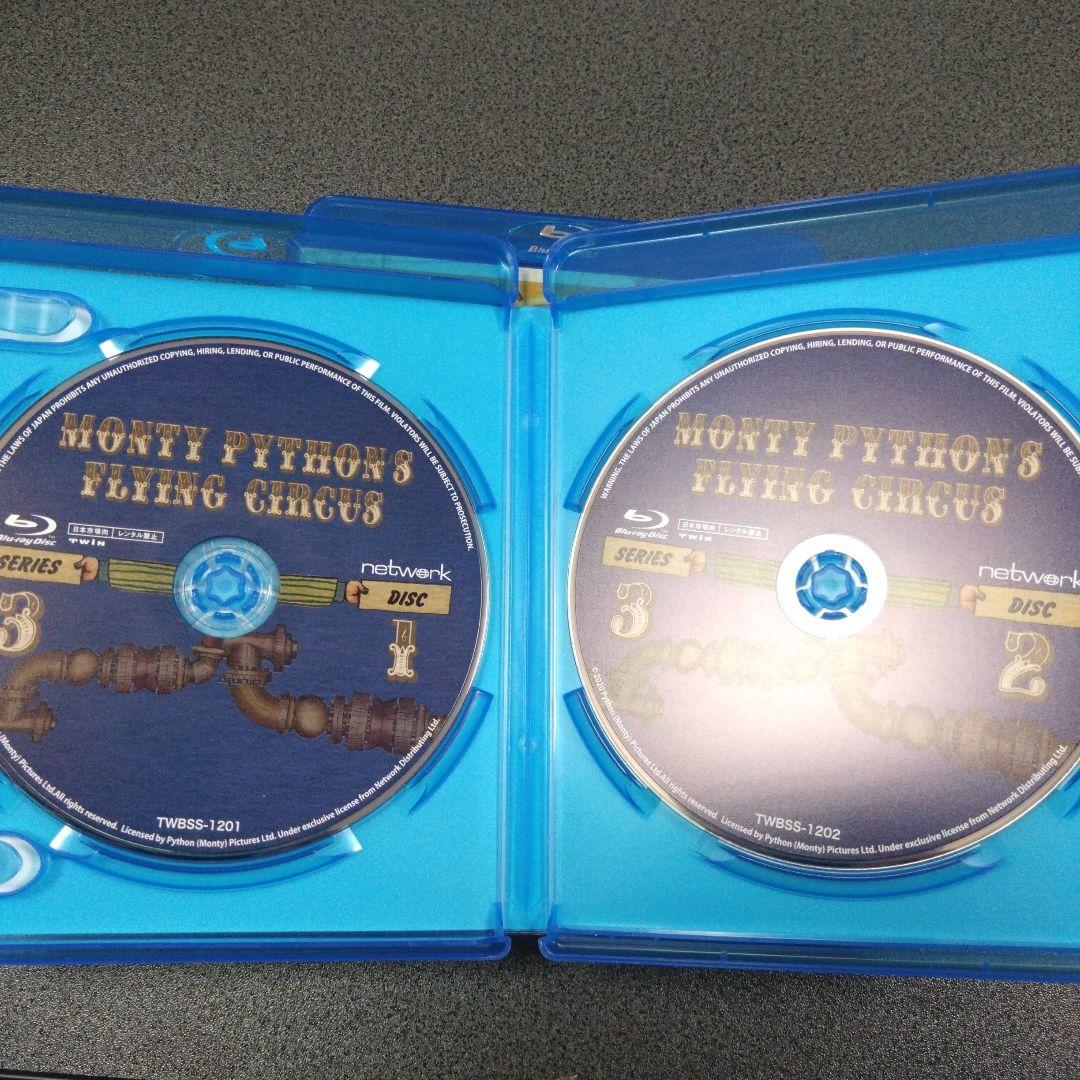 THE LAWS OF JAPAN PROHIBITS ANY UNAUTHORIZED COPYING, HIRING, LENDING, OR PUBLIC PERFORMANCE OF THIS FILM. VIOLATORS WILL BE SUBJECT TO PROSECUTION.
MONTY PYTHON'S
FLYING CIRCUS
Blu-ray Disc
日本市場向 レンタル禁止
TWIN
SERIES
3
network
DISC
1
(Monty) Pictures Ltd.All rights reserved. Licensed by Python (Monty) Pictures Ltd. Under exclusive license from Network Distributing Ltd.
TWBSS-1201
WARNING. THE LAWS OF JAPAN PROHIBITS ANY UNAUTHORIZED COPYING, HIRING, LENDING, OR PUBLIC PERFORMANCE OF THIS FILM. VIOLATORS WILL BE
MONTY PYTHON'S
FLYING CIRCUS
Blu-ray Disc
日本市場向 レンタル禁止
TWIN
SERIES
3
network
DISC
2
©2020 Python (Monty) Pictures Ltd.All rights reserved. Licensed by Python (Monty) Pictures Ltd. Under exclusive license from Network Distributing Ltd.
TWBSS-1202